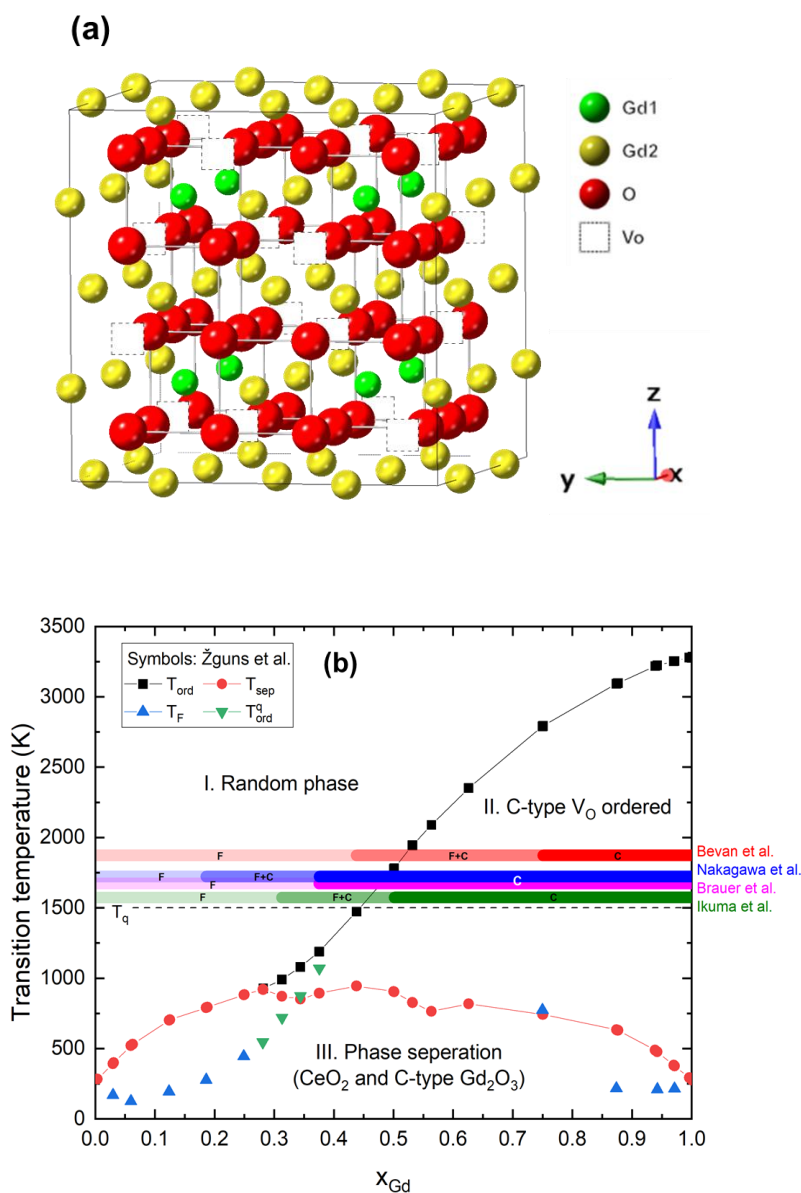 (a)
Gd1
Gd2
O
Vo
z
y
x
(b)
Symbols: Žguns et al.
T_ord
T_sep
T_F
T^q_ord
I. Random phase
II. C-type V_O ordered
F
F+C
C
Bevan et al.
F
F+C
Nakagawa et al.
C
F
Brauer et al.
F
F+C
C
Ikuma et al.
T_q
III. Phase seperation
(CeO₂ and C-type Gd₂O₃)
Transition temperature (K)
3500
3250
2500
2000
1750
1500
1000
500
250
0
0.0
0.1
0.2
0.3
0.4
0.5
0.6
0.7
0.8
0.9
1.0
x_Gd